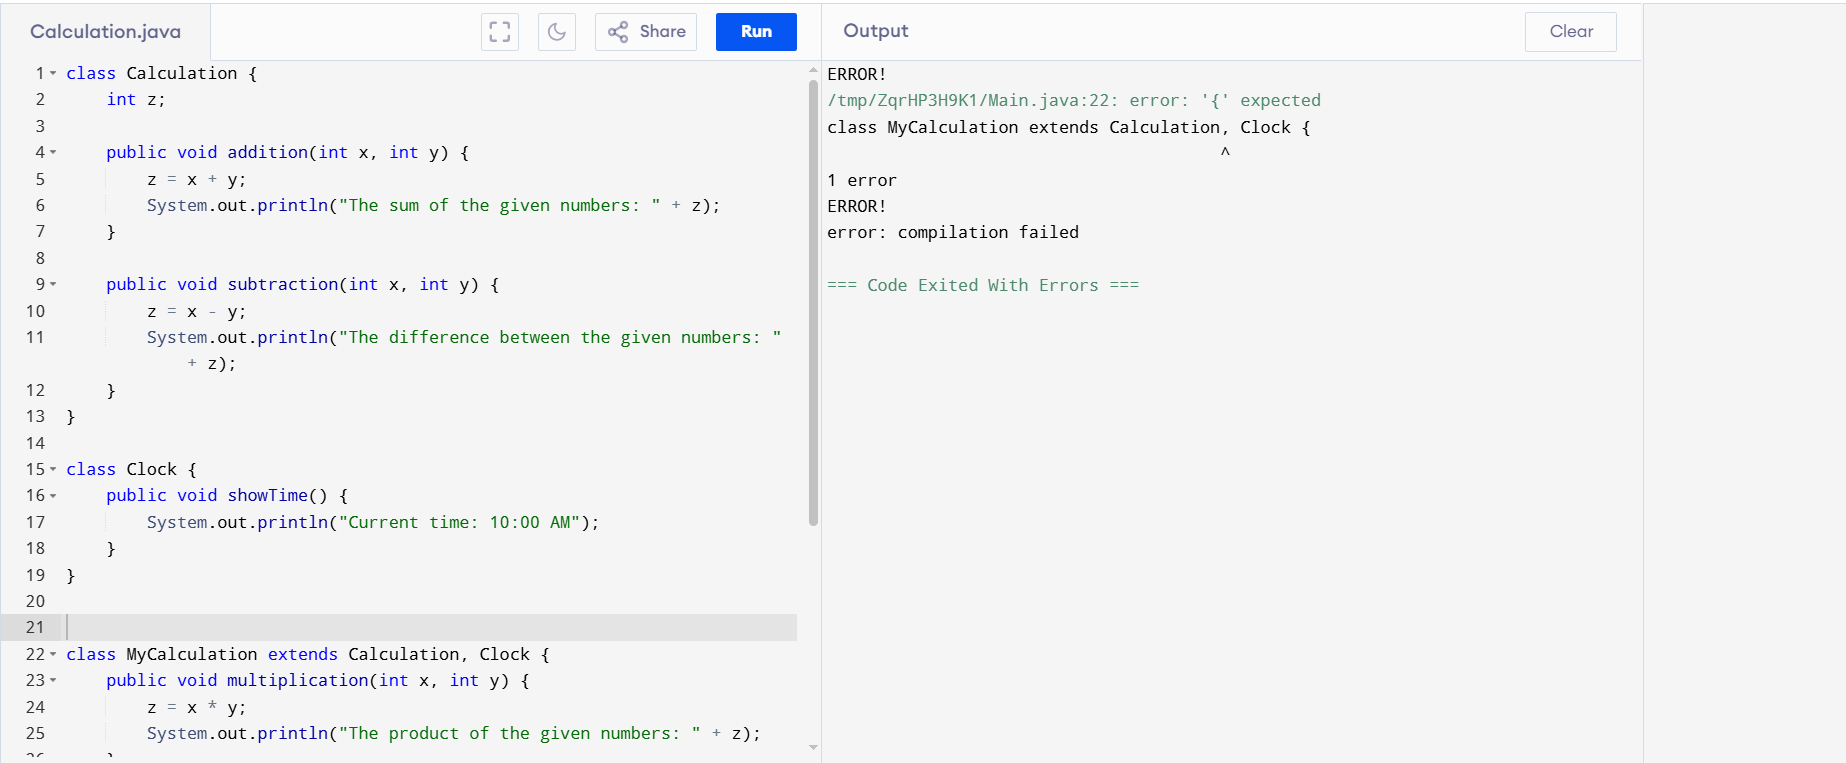 Calculation.java
Share
Run
Output
Clear
1 class Calculation {
2     int z;
3
4     public void addition(int x, int y) {
5         z = x + y;
6         System.out.println("The sum of the given numbers: " + z);
7     }
8
9     public void subtraction(int x, int y) {
10         z = x - y;
11         System.out.println("The difference between the given numbers: "
            + z);
12     }
13 }
14
15 class Clock {
16     public void showTime() {
17         System.out.println("Current time: 10:00 AM");
18     }
19 }
20
21
22 class MyCalculation extends Calculation, Clock {
23     public void multiplication(int x, int y) {
24         z = x * y;
25         System.out.println("The product of the given numbers: " + z);
ERROR!
/tmp/ZqrHP3H9K1/Main.java:22: error: '{' expected
class MyCalculation extends Calculation, Clock {
                                       ^
1 error
ERROR!
error: compilation failed
=== Code Exited With Errors ===